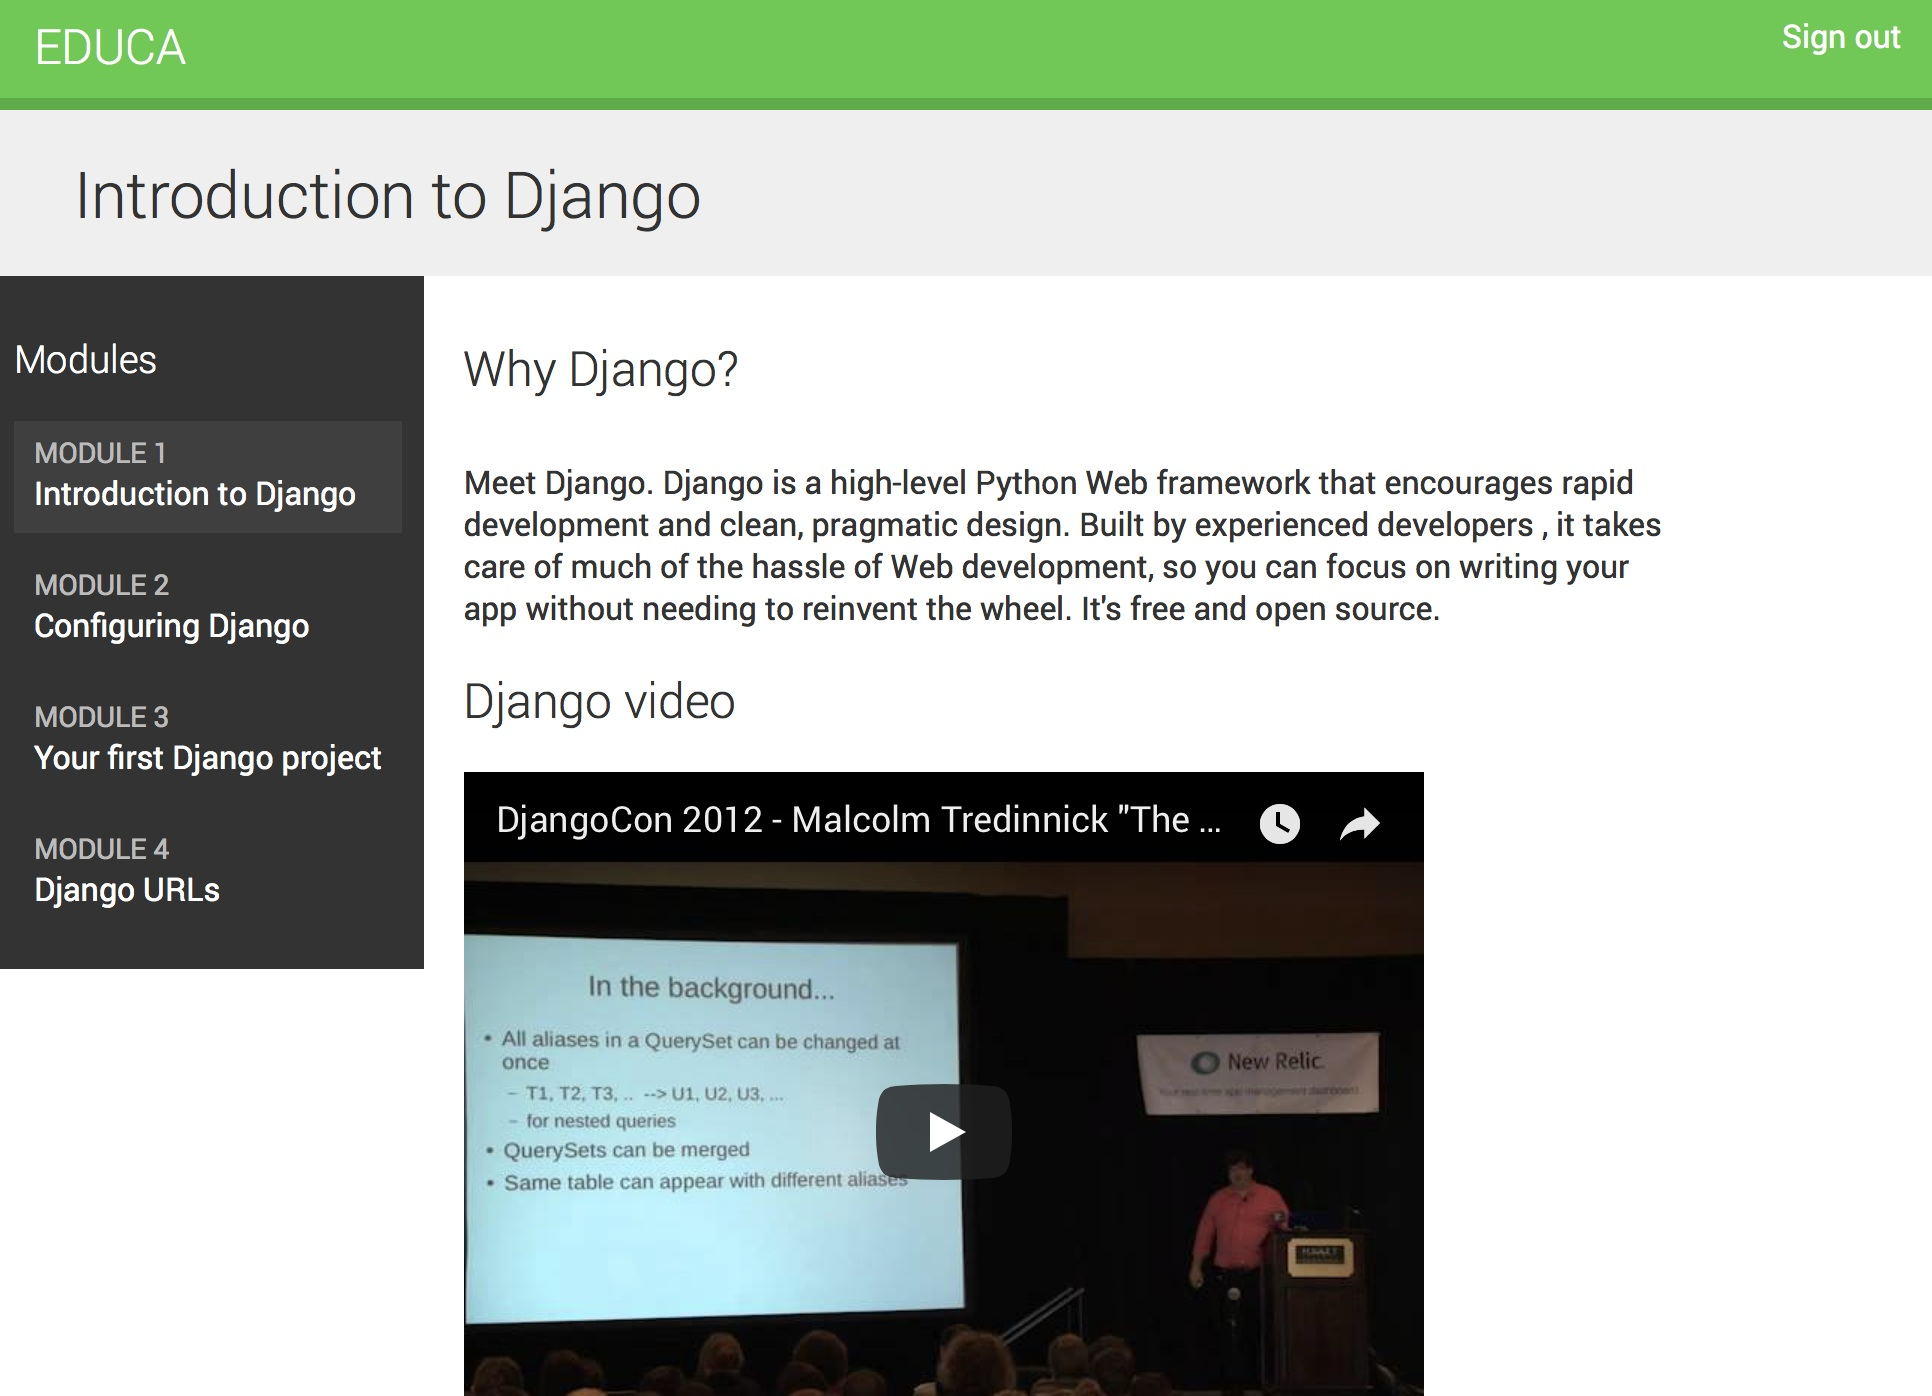 EDUCA
Sign out
Introduction to Django
Modules
MODULE 1
Introduction to Django
MODULE 2
Configuring Django
MODULE 3
Your first Django project
MODULE 4
Django URLs
Why Django?
Meet Django. Django is a high-level Python Web framework that encourages rapid
development and clean, pragmatic design. Built by experienced developers , it takes
care of much of the hassle of Web development, so you can focus on writing your
app without needing to reinvent the wheel. It's free and open source.
Django video
DjangoCon 2012 - Malcolm Tredinnick "The ...
In the background...
• All aliases in a QuerySet can be changed at
once
– T1, T2, T3, .. --> U1, U2, U3, ...
– for nested queries
• QuerySets can be merged
• Same table can appear with different aliases
New Relic.